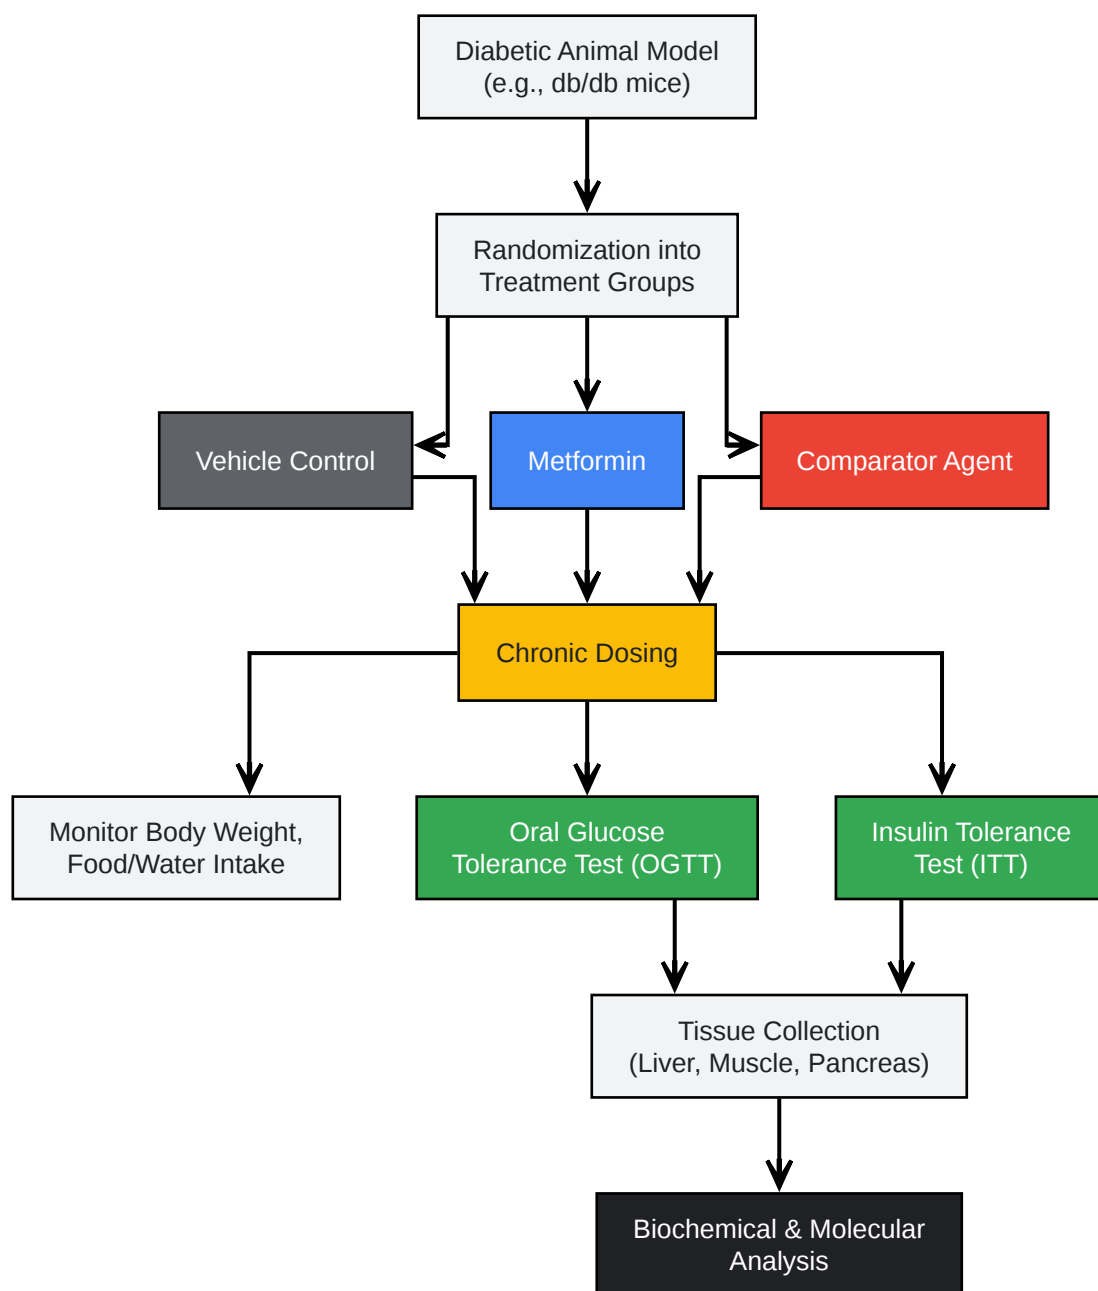 Diabetic Animal Model
(e.g., db/db mice)
Randomization into
Treatment Groups
Vehicle Control
Metformin
Comparator Agent
Chronic Dosing
Monitor Body Weight,
Food/Water Intake
Oral Glucose
Tolerance Test (OGTT)
Insulin Tolerance
Test (ITT)
Tissue Collection
(Liver, Muscle, Pancreas)
Biochemical & Molecular
Analysis